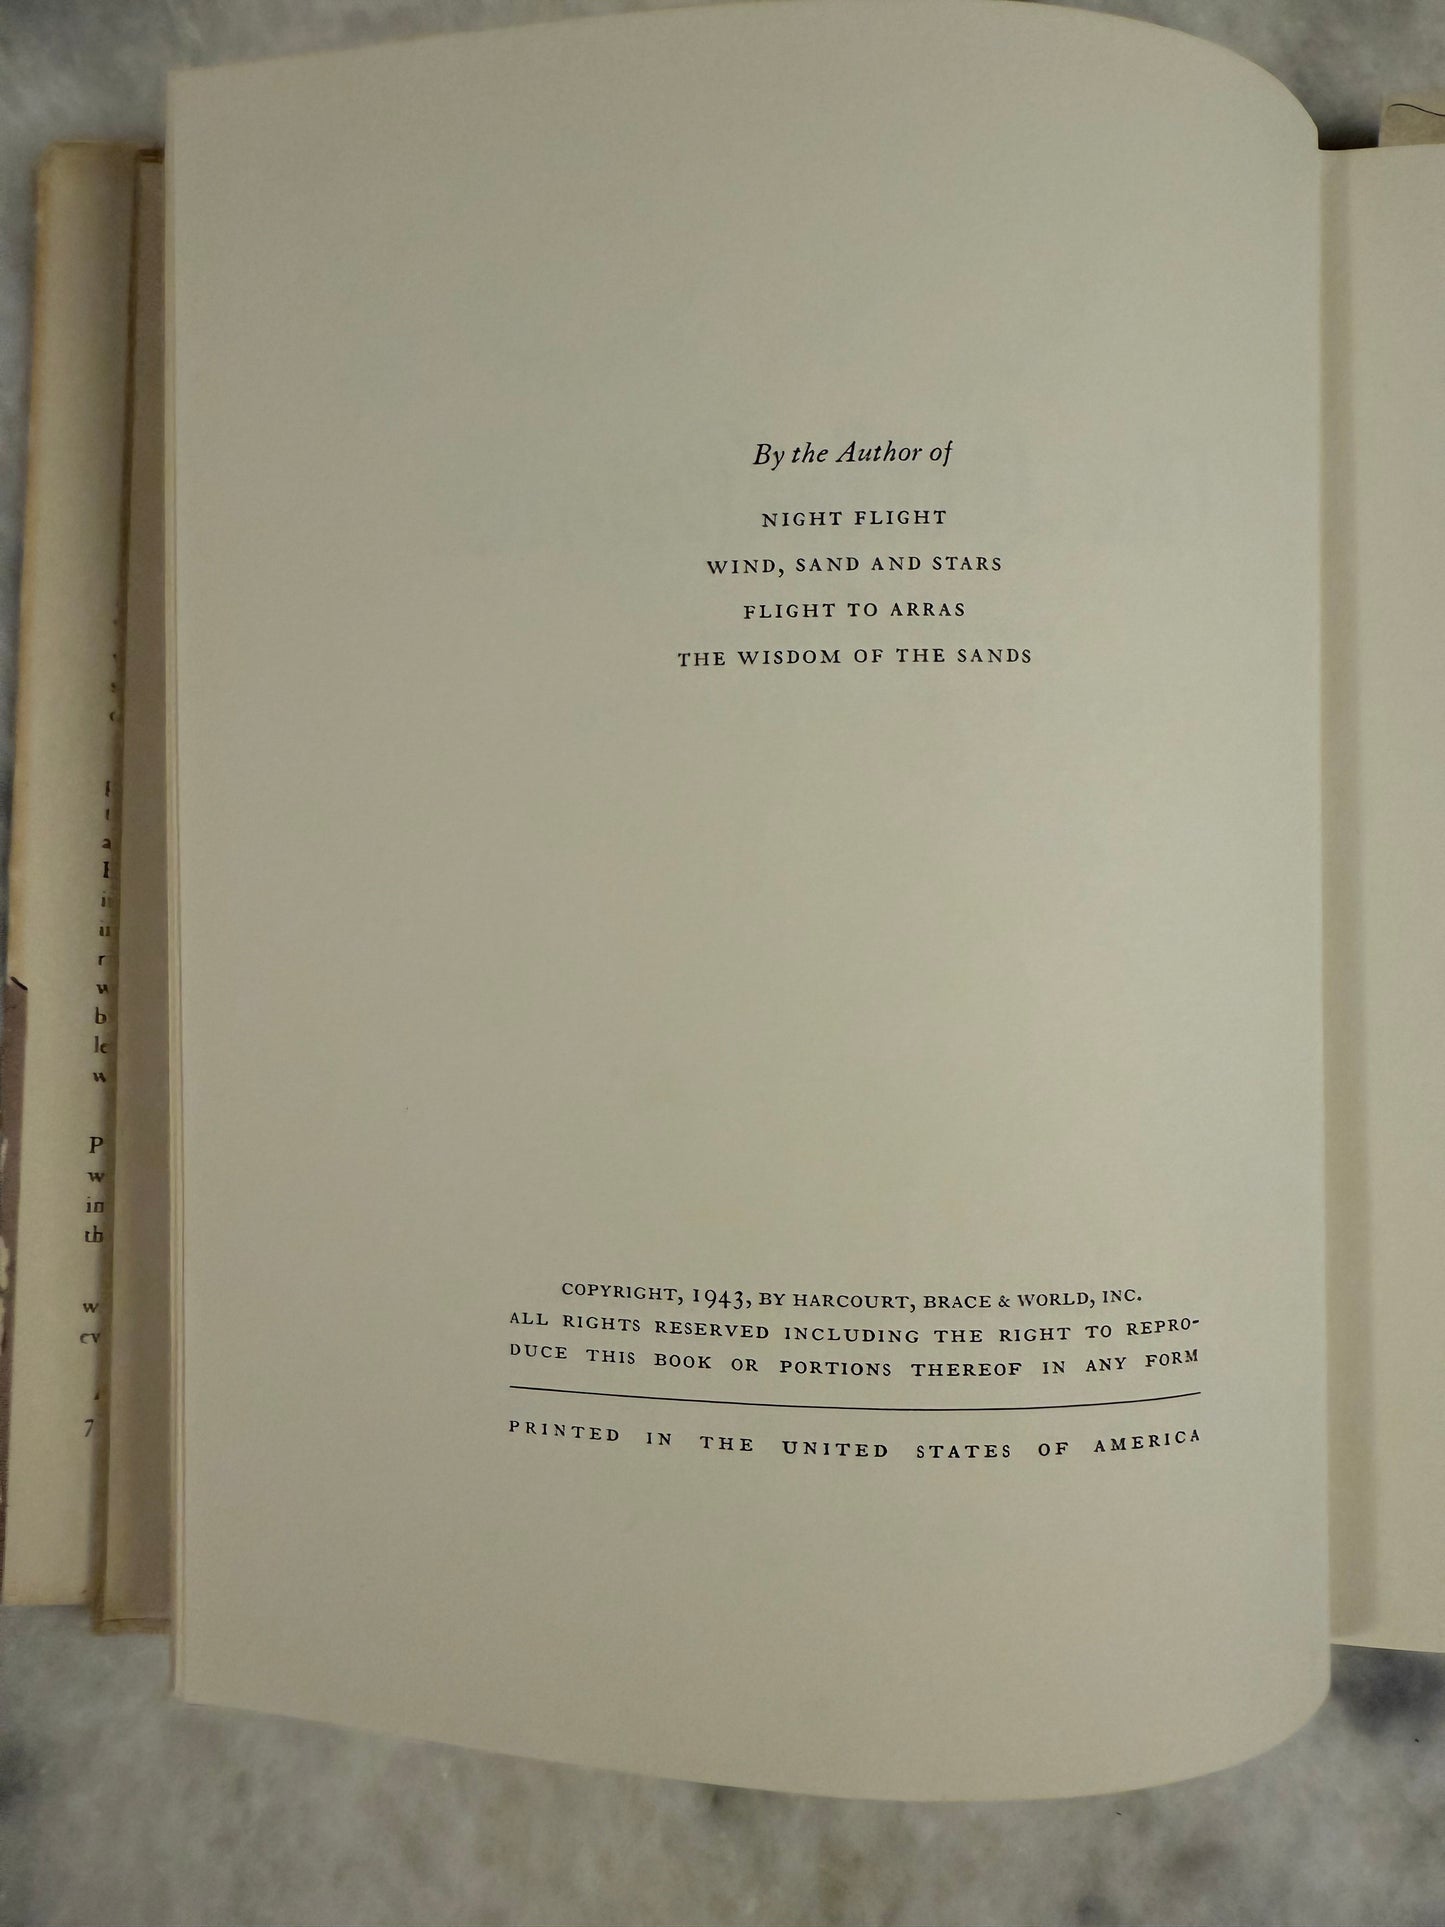 By the Author of
NIGHT FLIGHT
WIND, SAND AND STARS
FLIGHT TO ARRAS
THE WISDOM OF THE SANDS
COPYRIGHT, 1943, BY HARCOURT, BRACE & WORLD, INC.
ALL RIGHTS RESERVED INCLUDING THE RIGHT TO REPRO-
DUCE THIS BOOK OR PORTIONS THEREOF IN ANY FORM
PRINTED IN THE UNITED STATES OF AMERICA